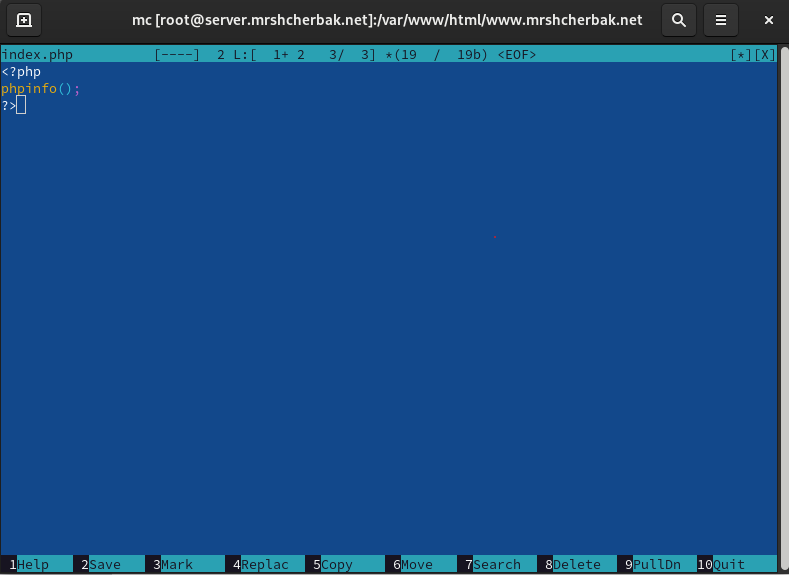 mc [root@server.mrshcherbak.net]:/var/www/html/www.mrshcherbak.net
index.php [----] 2 L:[ 1+ 2 3/ 3] *(19 / 19b) <EOF> [*][X]
<?php
phpinfo();
?>
1Help 2Save 3Mark 4Replac 5Copy 6Move 7Search 8Delete 9PullDn 10Quit